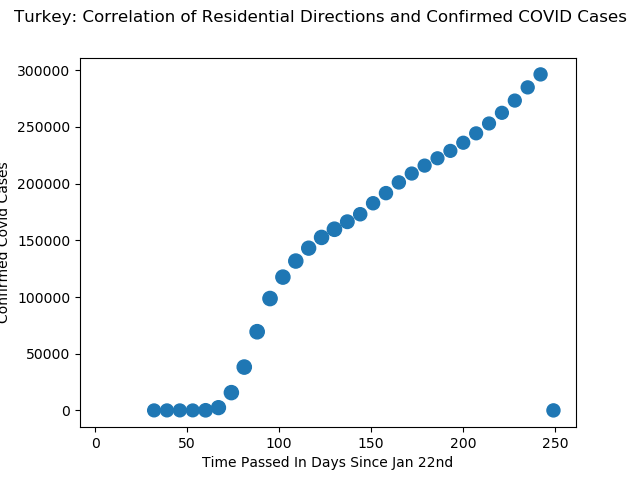 Turkey: Correlation of Residential Directions and Confirmed COVID Cases
300000
250000
200000
150000
100000
50000
0
Confirmed Covid Cases
0 50 100 150 200 250
Time Passed In Days Since Jan 22nd